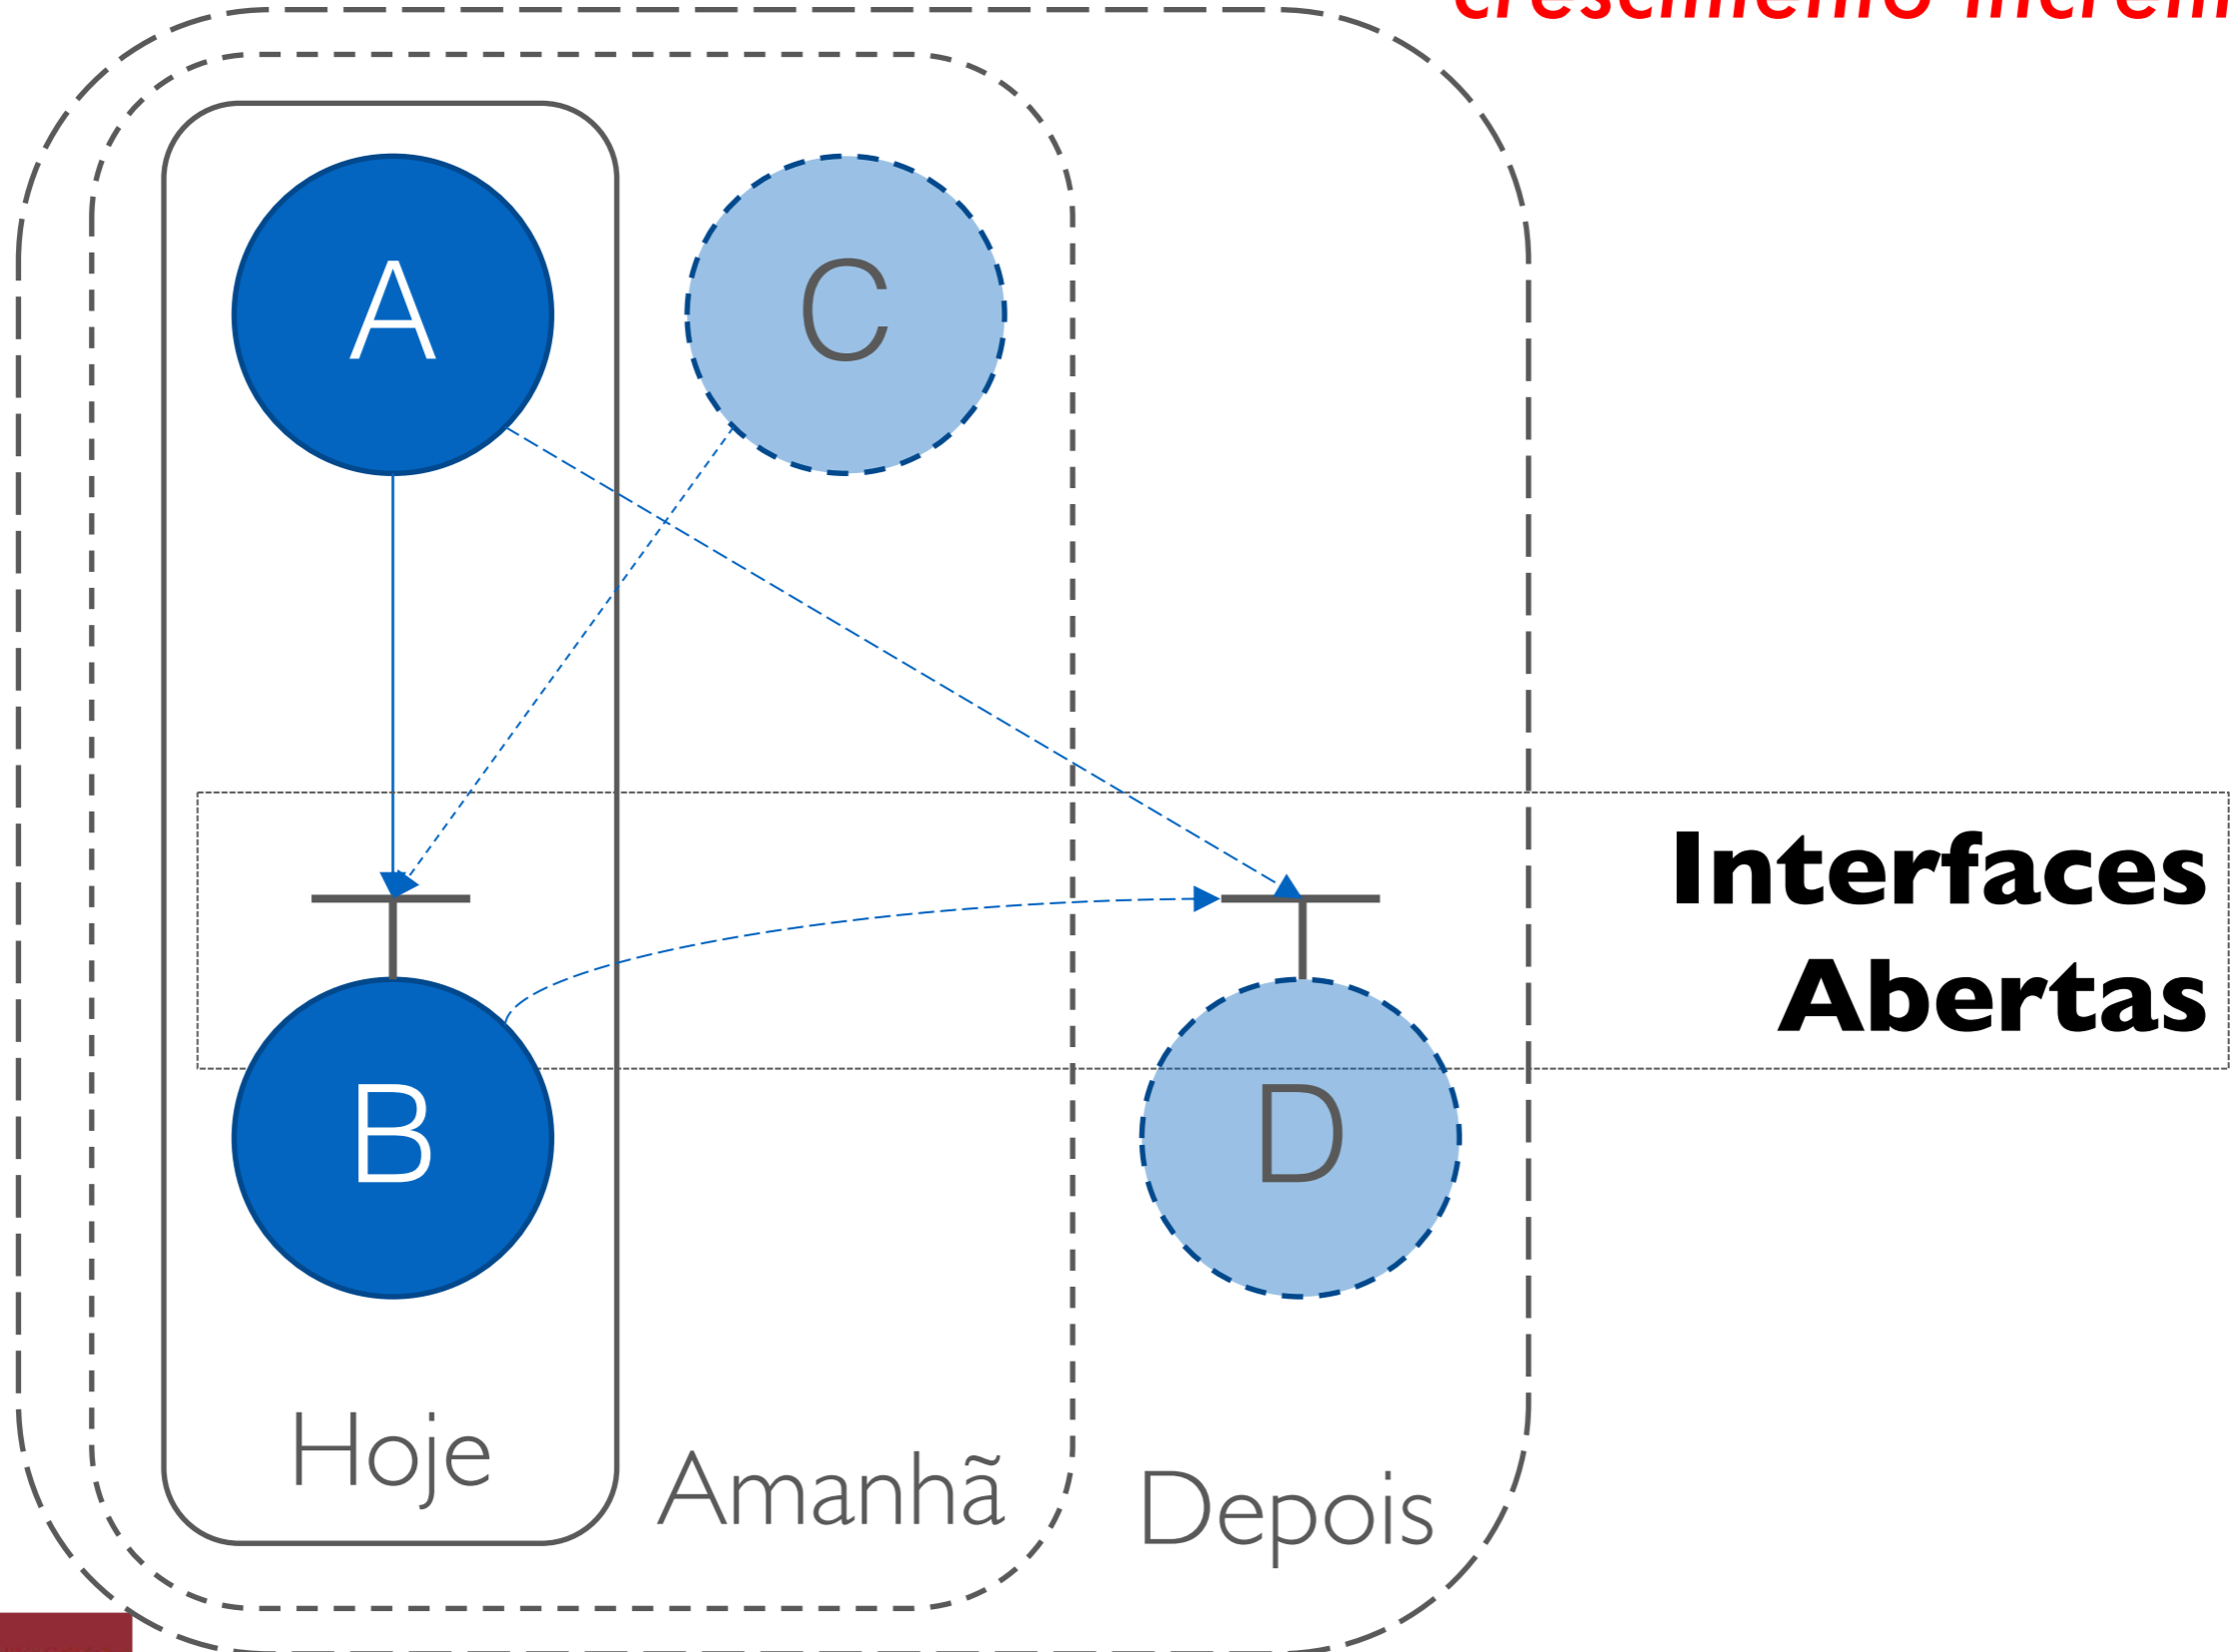 A
C
Interfaces
Abertas
B
D
Hoje
Amanhã
Depois